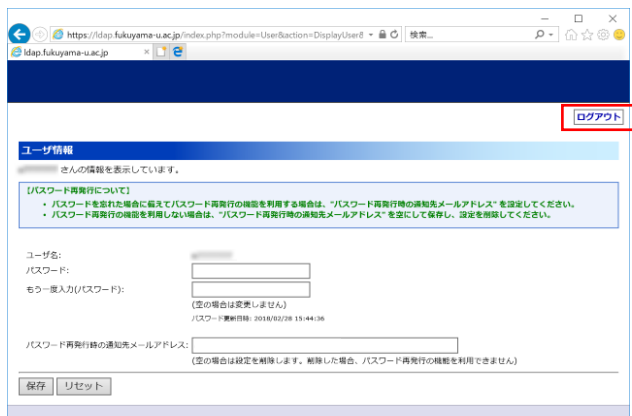 https://ldap.fukuyama-u.ac.jp/index.php?module=User&action=DisplayUser&
検索...
ldap.fukuyama-u.ac.jp
ログアウト
ユーザ情報
さんの情報を表示しています。
【パスワード再発行について】
・ パスワードを忘れた場合に備えてパスワード再発行の機能を利用する場合は、"パスワード再発行時の通知先メールアドレス" を設定してください。
・ パスワード再発行の機能を利用しない場合は、"パスワード再発行時の通知先メールアドレス" を空にして保存し、設定を削除してください。
ユーザ名:
パスワード:
もう一度入力(パスワード):
(空の場合は変更しません)
パスワード更新日時: 2018/02/28 15:44:36
パスワード再発行時の通知先メールアドレス:
(空の場合は設定を削除します。削除した場合、パスワード再発行の機能を利用できません)
保存 リセット